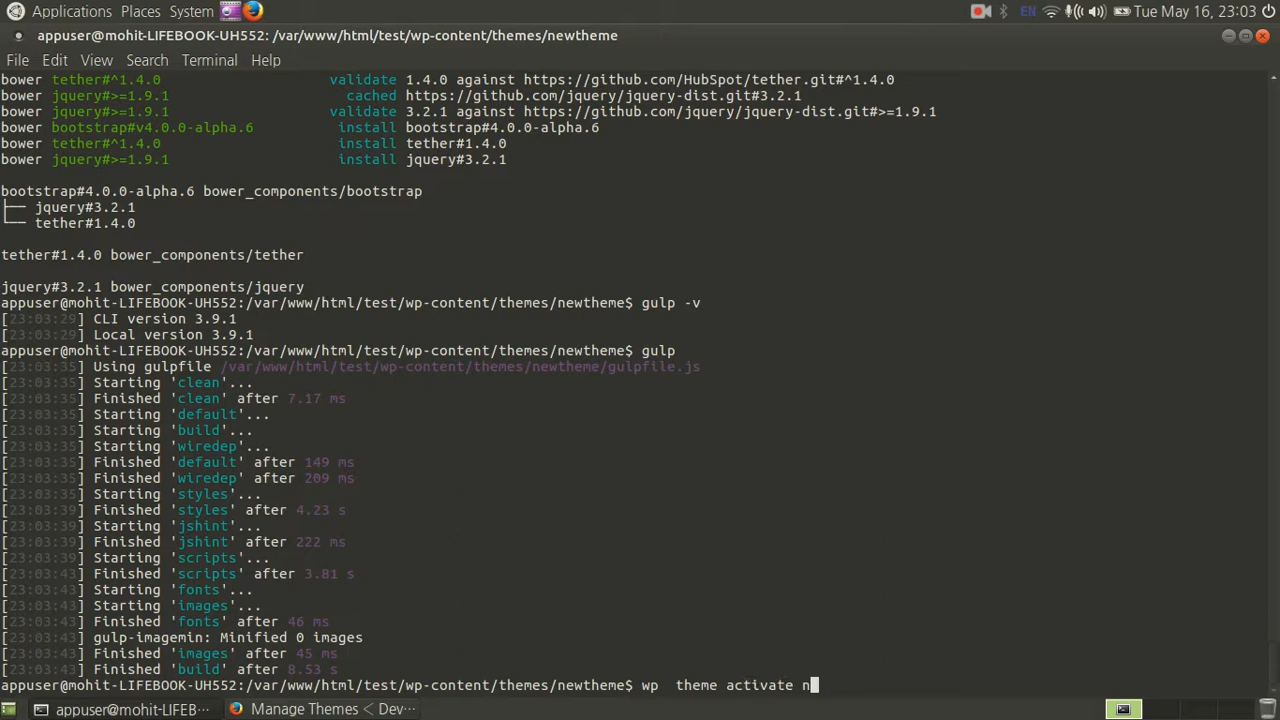 Applications Places System
EN Tue May 16, 23:03
appuser@mohit-LIFEBOOK-UH552: /var/www/html/test/wp-content/themes/newtheme
File Edit View Search Terminal Help
bower tether#^1.4.0 validate 1.4.0 against https://github.com/HubSpot/tether.git#^1.4.0
bower jquery#>=1.9.1 cached https://github.com/jquery/jquery-dist.git#3.2.1
bower jquery#>=1.9.1 validate 3.2.1 against https://github.com/jquery/jquery-dist.git#>=1.9.1
bower bootstrap#v4.0.0-alpha.6 install bootstrap#4.0.0-alpha.6
bower tether#^1.4.0 install tether#1.4.0
bower jquery#>=1.9.1 install jquery#3.2.1
bootstrap#4.0.0-alpha.6 bower_components/bootstrap
├── jquery#3.2.1
└── tether#1.4.0
tether#1.4.0 bower_components/tether
jquery#3.2.1 bower_components/jquery
appuser@mohit-LIFEBOOK-UH552:/var/www/html/test/wp-content/themes/newtheme$ gulp -v
[23:03:29] CLI version 3.9.1
[23:03:29] Local version 3.9.1
appuser@mohit-LIFEBOOK-UH552:/var/www/html/test/wp-content/themes/newtheme$ gulp
[23:03:35] Using gulpfile /var/www/html/test/wp-content/themes/newtheme/gulpfile.js
[23:03:35] Starting 'clean'...
[23:03:35] Finished 'clean' after 7.17 ms
[23:03:35] Starting 'default'...
[23:03:35] Starting 'build'...
[23:03:35] Starting 'wiredep'...
[23:03:35] Finished 'default' after 149 ms
[23:03:35] Finished 'wiredep' after 209 ms
[23:03:35] Starting 'styles'...
[23:03:39] Finished 'styles' after 4.23 s
[23:03:39] Starting 'jshint'...
[23:03:39] Finished 'jshint' after 222 ms
[23:03:39] Starting 'scripts'...
[23:03:43] Finished 'scripts' after 3.81 s
[23:03:43] Starting 'fonts'...
[23:03:43] Starting 'images'...
[23:03:43] Finished 'fonts' after 46 ms
[23:03:43] gulp-imagemin: Minified 0 images
[23:03:43] Finished 'images' after 45 ms
[23:03:43] Finished 'build' after 8.53 s
appuser@mohit-LIFEBOOK-UH552:/var/www/html/test/wp-content/themes/newtheme$ wp  theme activate n
appuser@mohit-LIFEB... Manage Themes < Dev...